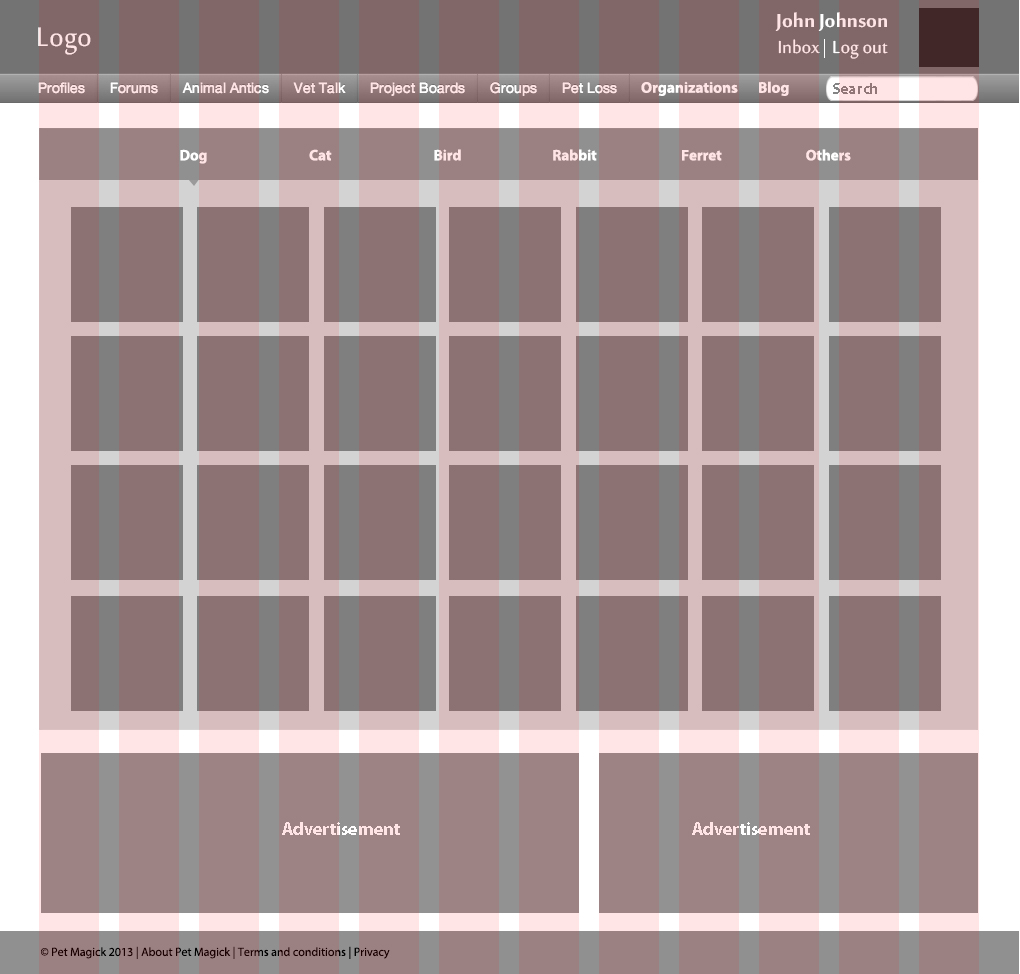 Logo
John Johnson
Inbox | Log out
Profiles Forums Animal Antics Vet Talk Project Boards Groups Pet Loss Organizations Blog Search
Dog Cat Bird Rabbit Ferret Others
Advertisement Advertisement
© Pet Magick 2013 | About Pet Magick | Terms and conditions | Privacy